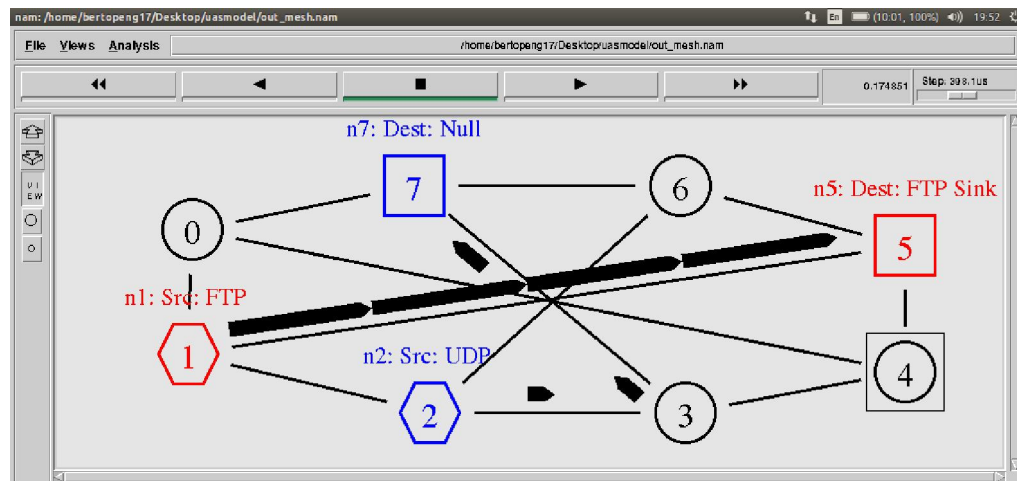 nam: /home/bertopeng17/Desktop/uasmodel/out_mesh.nam
En (10:01, 100%) 19:52
File Views Analysis /home/bertopeng17/Desktop/uasmodel/out_mesh.nam
0.174851 Step: 398.1us
VIEW
n7: Dest: Null
7
6
n5: Dest: FTP Sink
0
5
n1: Src: FTP
1
n2: Src: UDP
4
2
3